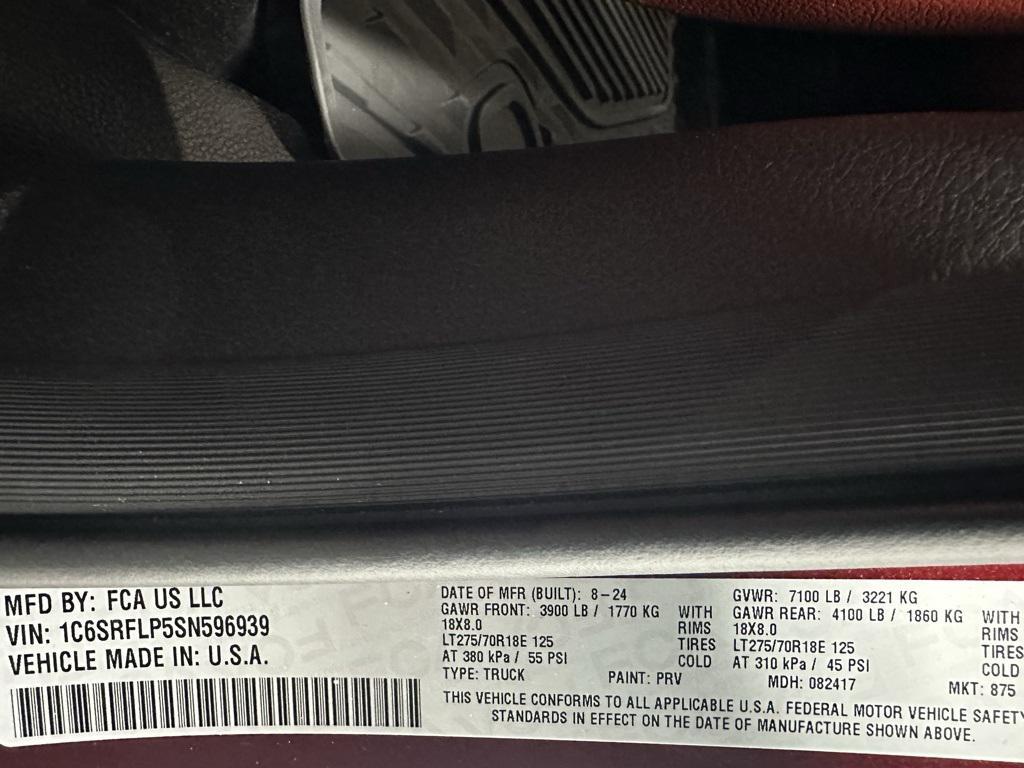 MFD BY: FCA US LLC
VIN: 1C6SRFLP5SN596939
VEHICLE MADE IN: U.S.A.
DATE OF MFR (BUILT): 8-24
GAWR FRONT: 3900 LB / 1770 KG WITH
18X8.0 RIMS
LT275/70R18E 125 TIRES
AT 380 kPa / 55 PSI COLD
TYPE: TRUCK PAINT: PRV
GVWR: 7100 LB / 3221 KG
GAWR REAR: 4100 LB / 1860 KG WITH
18X8.0 RIMS
LT275/70R18E 125 TIRES
AT 310 kPa / 45 PSI COLD
MDH: 082417 MKT: 875
THIS VEHICLE CONFORMS TO ALL APPLICABLE U.S.A. FEDERAL MOTOR VEHICLE SAFETY
STANDARDS IN EFFECT ON THE DATE OF MANUFACTURE SHOWN ABOVE.